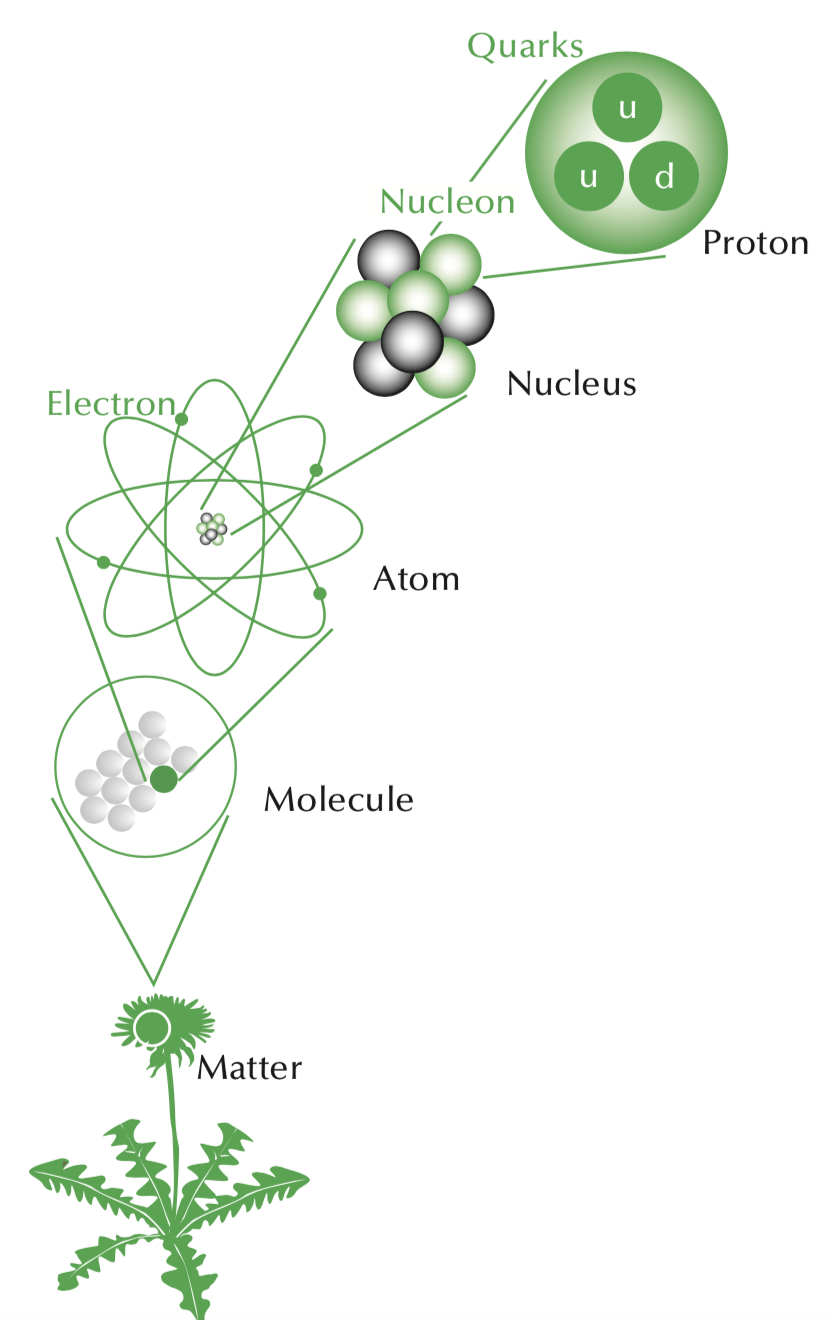 Quarks
u
u d
Nucleon
Proton
Nucleus
Electron
Atom
Molecule
Matter